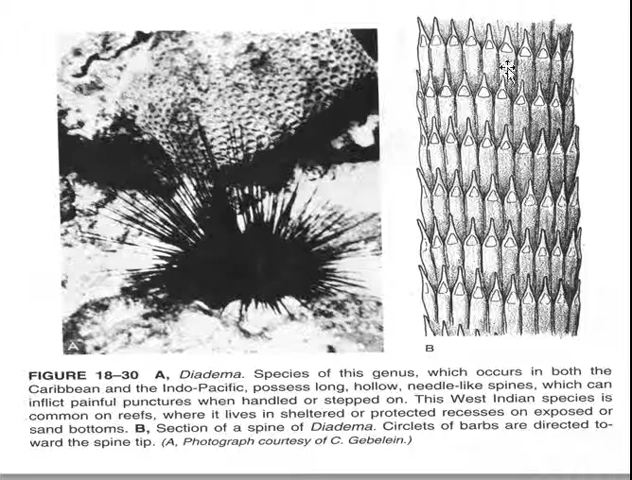 A
B
FIGURE 18–30 A, Diadema. Species of this genus, which occurs in both the
Caribbean and the Indo-Pacific, possess long, hollow, needle-like spines, which can
inflict painful punctures when handled or stepped on. This West Indian species is
common on reefs, where it lives in sheltered or protected recesses on exposed or
sand bottoms. B, Section of a spine of Diadema. Circlets of barbs are directed to-
ward the spine tip. (A, Photograph courtesy of C. Gebelein.)